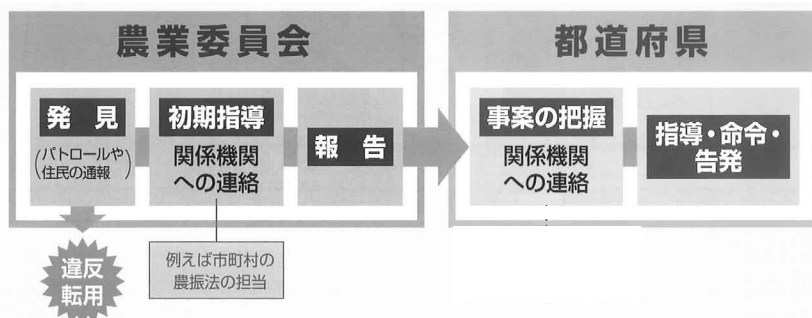 農業委員会
発見
(パトロールや
住民の通報)
初期指導
関係機関
への連絡
報告
違反
転用
例えば市町村の
農振法の担当
都道府県
事案の把握
関係機関
への連絡
指導・命令・
告発